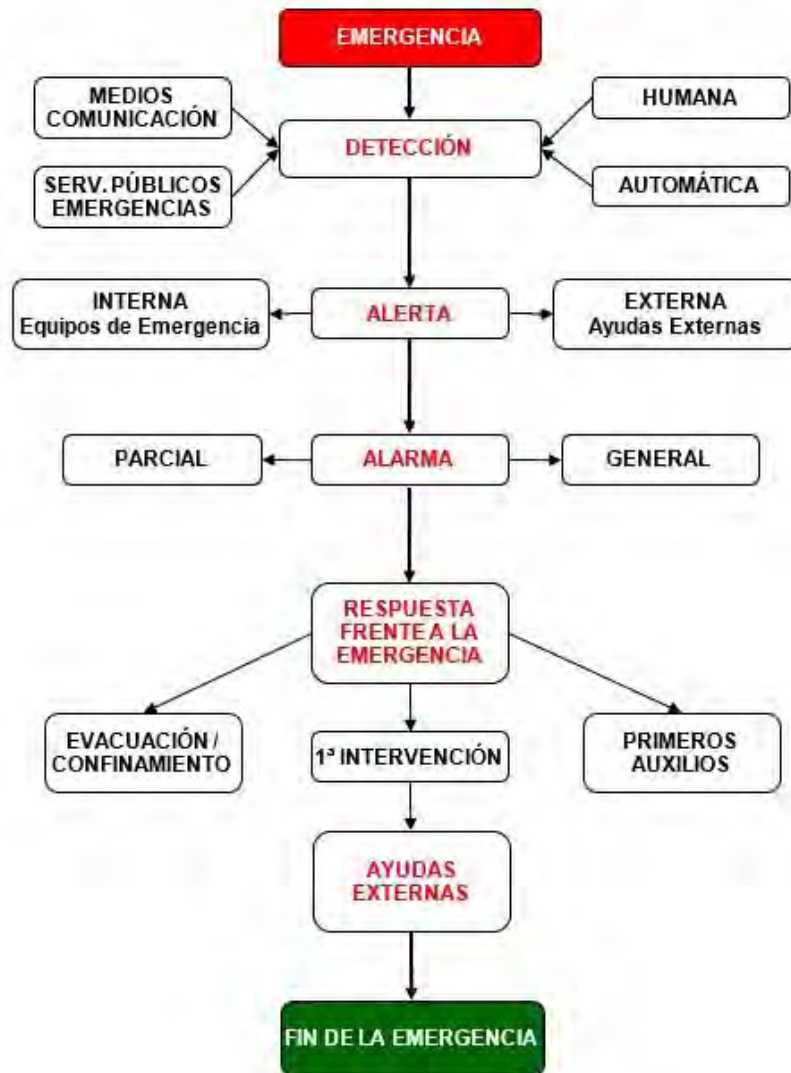 EMERGENCIA
MEDIOS
COMUNICACIÓN
HUMANA
DETECCIÓN
SERV. PÚBLICOS
EMERGENCIAS
AUTOMÁTICA
INTERNA
Equipos de Emergencia
ALERTA
EXTERNA
Ayudas Externas
PARCIAL
ALARMA
GENERAL
RESPUESTA
FRENTE A LA
EMERGENCIA
EVACUACIÓN /
CONFINAMIENTO
1ª INTERVENCIÓN
PRIMEROS
AUXILIOS
AYUDAS
EXTERNAS
FIN DE LA EMERGENCIA